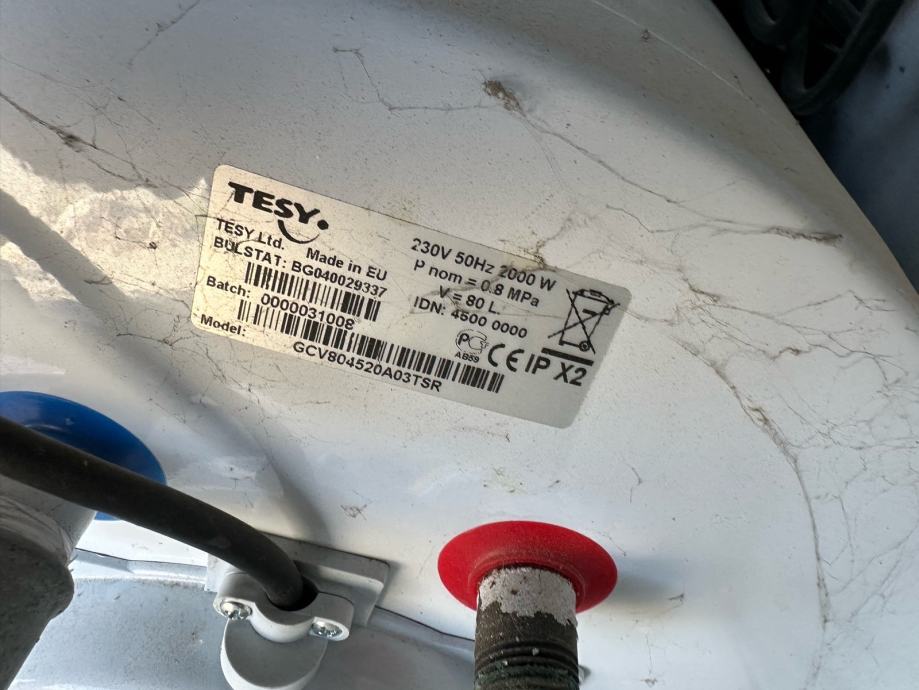 TESY
TESY Ltd. Made in EU
BULSTAT: BG040029337
Batch: 0000031008
Model: GCV804520A03TSR
230V 50Hz 2000 W
P nom = 0.8 MPa
V = 80 L
IDN: 4500 0000
PC
AB59
CE IP X2